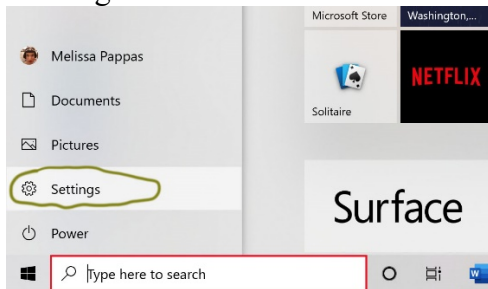 Microsoft Store Washington,...
Melissa Pappas
Documents
Solitaire
NETFLIX
Pictures
Settings
Surface
Power
Type here to search
W